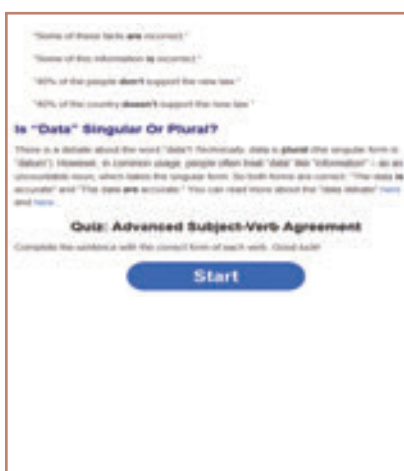 "Some of these facts are incorrect."
"Some of this information is incorrect."
"40% of the people don't support the new law."
"40% of the country doesn't support the new law."
Is "Data" Singular Or Plural?
There is a debate about the word "data"! Technically, data is plural (the singular form is
"datum"). However, in common usage, people often treat "data" like "information" – as an
uncountable noun, which takes the singular form. So both forms are correct: "The data is
accurate" and "The data are accurate." You can read more about the "data debate" here
and here.
Quiz: Advanced Subject-Verb Agreement
Complete the sentence with the correct form of each verb. Good luck!
Start